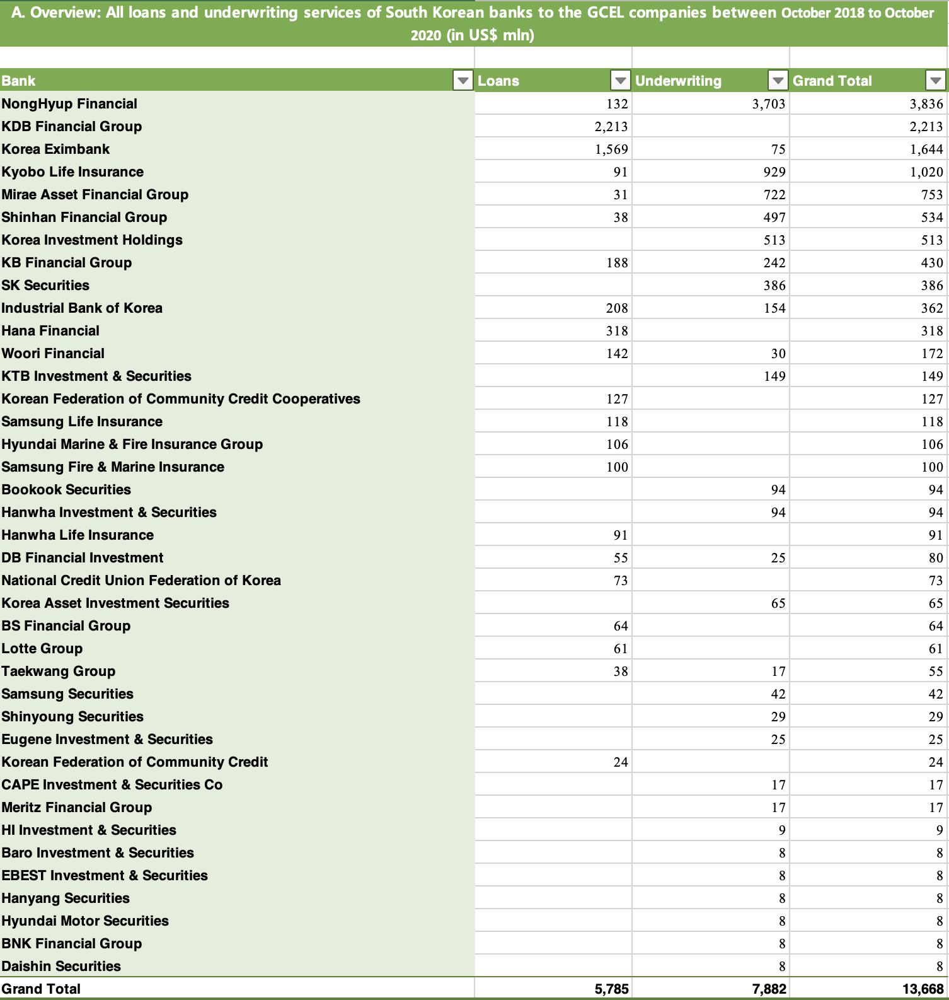 A. Overview: All loans and underwriting services of South Korean banks to the GCEL companies between October 2018 to October
2020 (in US$ mln)
Bank Loans Underwriting Grand Total
NongHyup Financial 132 3,703 3,836
KDB Financial Group 2,213 2,213
Korea Eximbank 1,569 75 1,644
Kyobo Life Insurance 91 929 1,020
Mirae Asset Financial Group 31 722 753
Shinhan Financial Group 38 497 534
Korea Investment Holdings 513 513
KB Financial Group 188 242 430
SK Securities 386 386
Industrial Bank of Korea 208 154 362
Hana Financial 318 318
Woori Financial 142 30 172
KTB Investment & Securities 149 149
Korean Federation of Community Credit Cooperatives 127 127
Samsung Life Insurance 118 118
Hyundai Marine & Fire Insurance Group 106 106
Samsung Fire & Marine Insurance 100 100
Bookook Securities 94 94
Hanwha Investment & Securities 94 94
Hanwha Life Insurance 91 91
DB Financial Investment 55 25 80
National Credit Union Federation of Korea 73 73
Korea Asset Investment Securities 65 65
BS Financial Group 64 64
Lotte Group 61 61
Taekwang Group 38 17 55
Samsung Securities 42 42
Shinyoung Securities 29 29
Eugene Investment & Securities 25 25
Korean Federation of Community Credit 24 24
CAPE Investment & Securities Co 17 17
Meritz Financial Group 17 17
HI Investment & Securities 9 9
Baro Investment & Securities 8 8
EBEST Investment & Securities 8 8
Hanyang Securities 8 8
Hyundai Motor Securities 8 8
BNK Financial Group 8 8
Daishin Securities 8 8
Grand Total 5,785 7,882 13,668